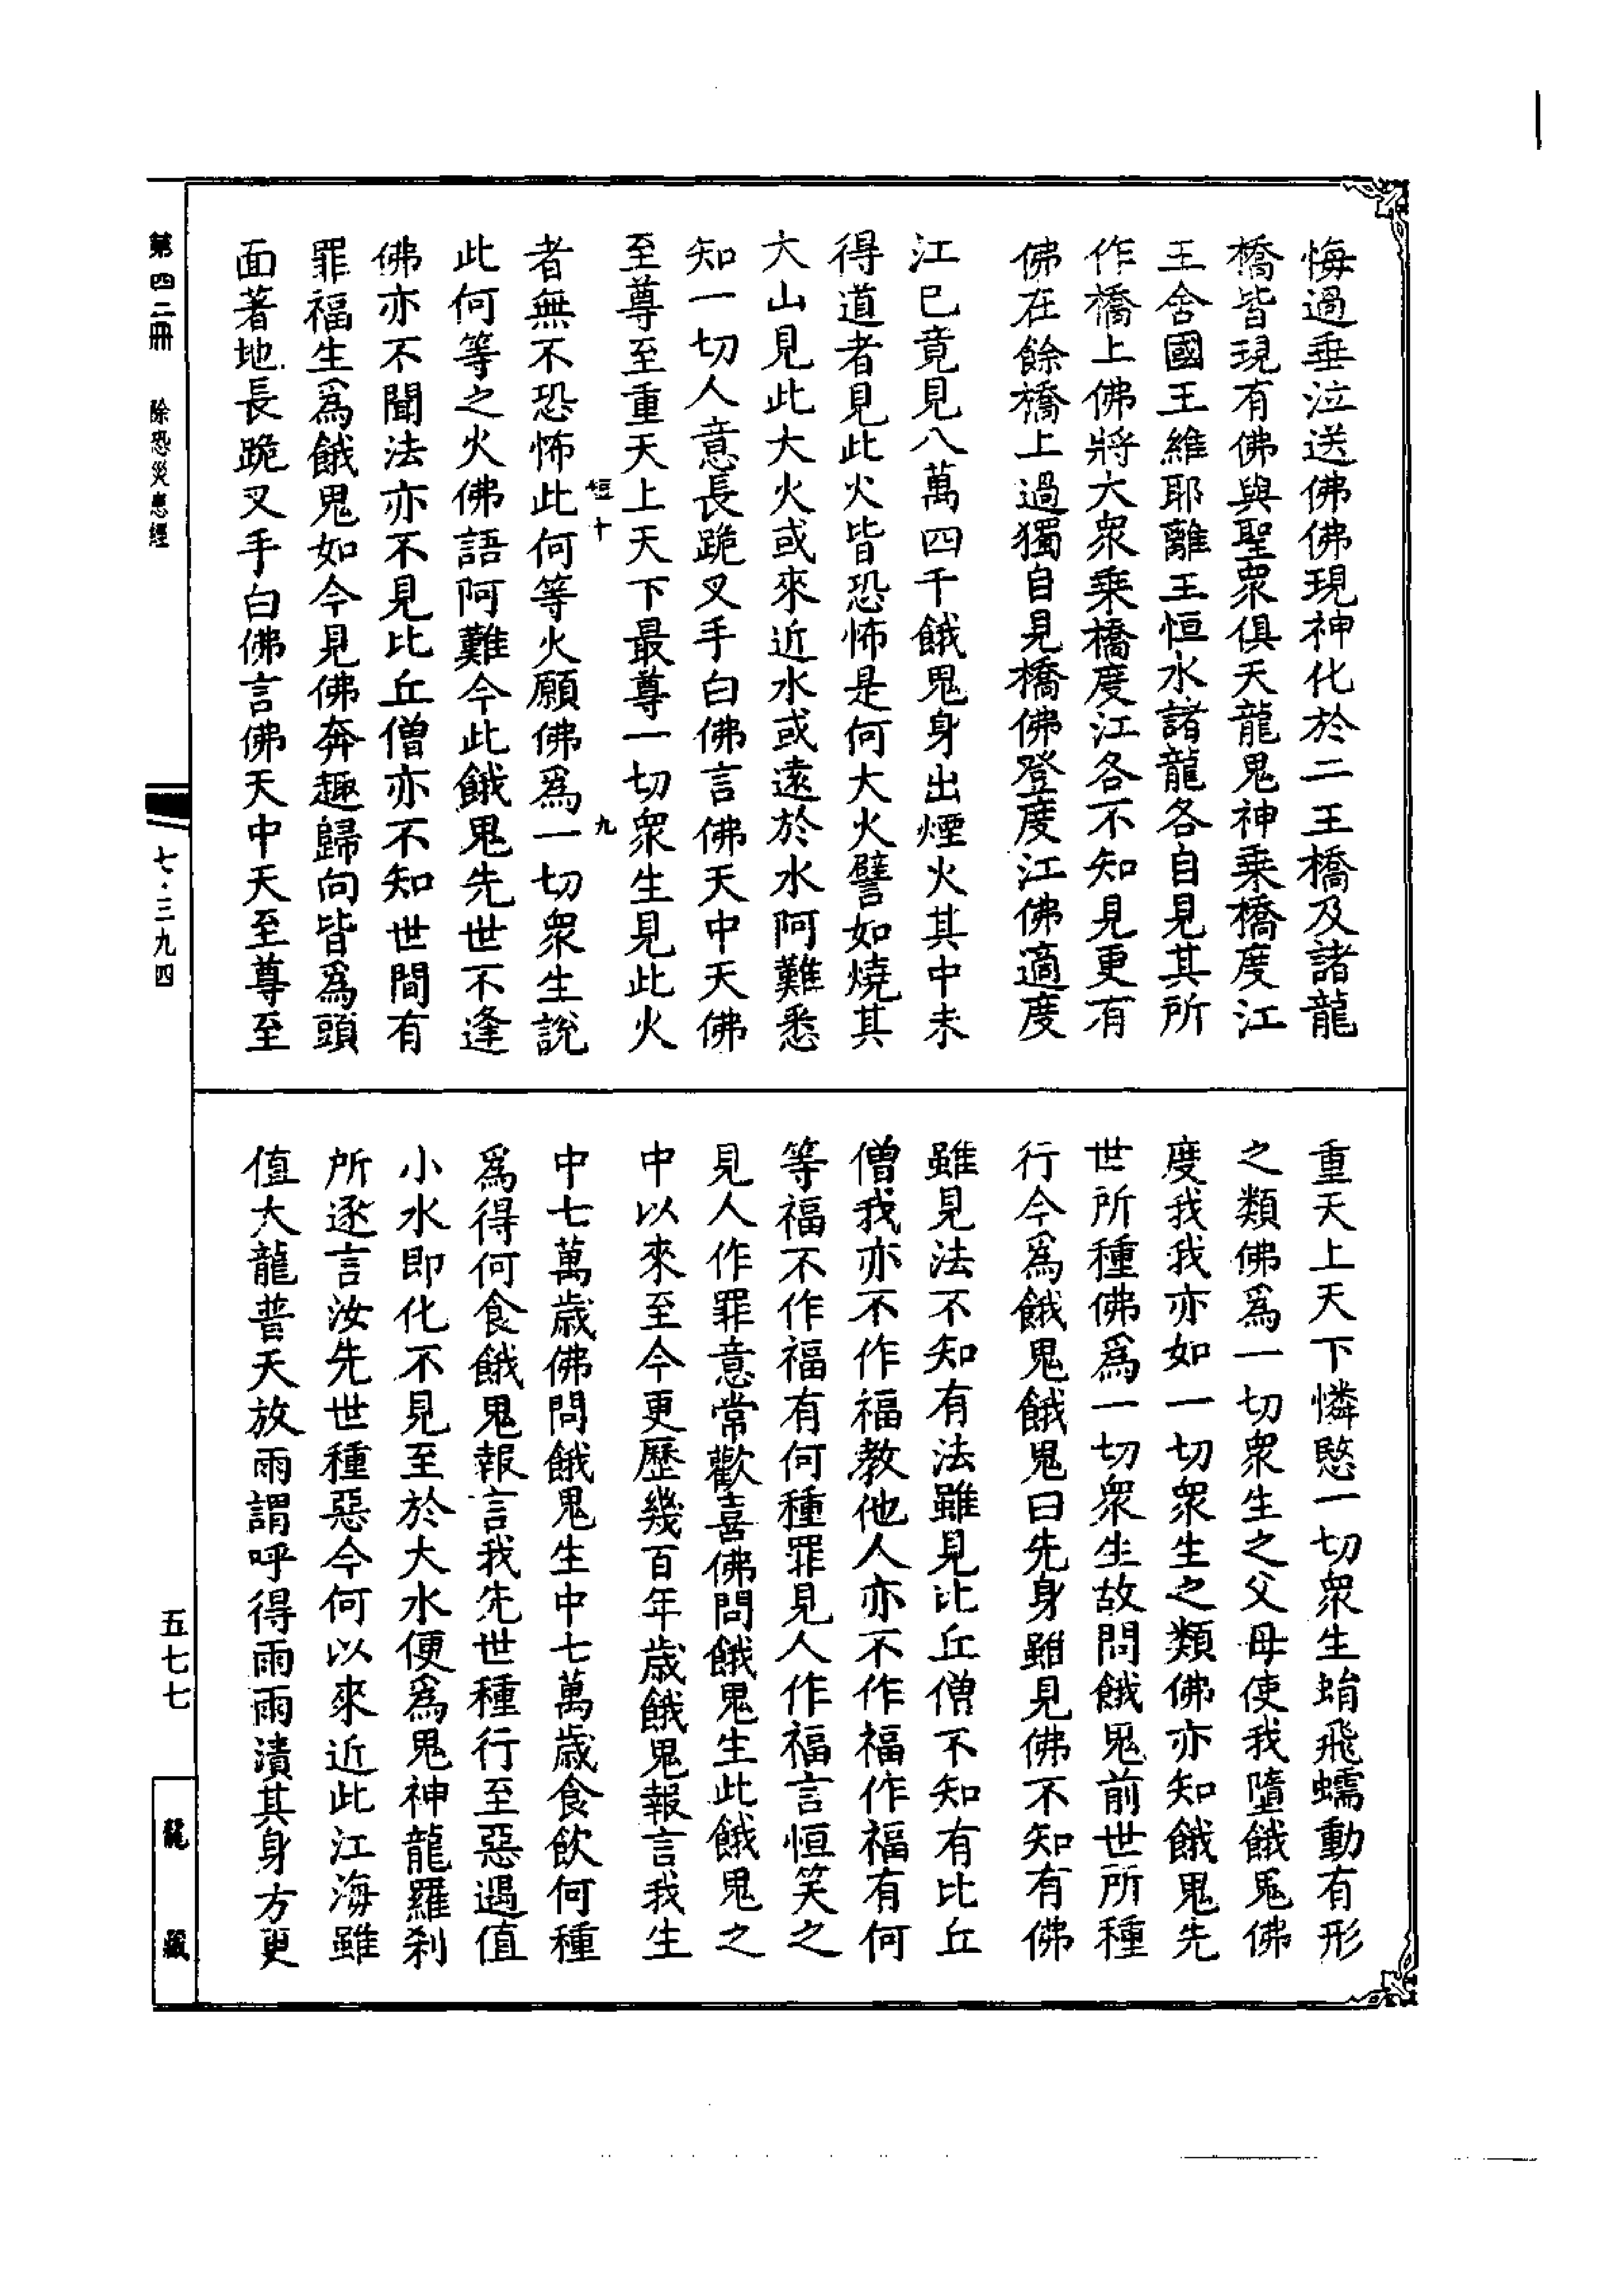 悔過垂泣送佛佛現神化於二王橋及諸龍
橋皆現有佛與聖衆俱天龍鬼神乗橋度江
王舍國王維耶離王恒水諸龍各自見其所
作橋上佛將大衆乗橋度江各不知見更有
佛在餘橋上過獨自見橋佛登度江佛適度
江已竟見八萬四千餓鬼身出煙火其中未
得道者見此火皆恐怖是何大火譬如燒其
大山見此大火或來近水或遠於水阿難悉
知一切人意長跪叉手白佛言佛天中天佛
至尊至重天上天下最尊一切衆生見此火
者無不恐怖此何等火願佛爲一切衆生說
此何等之火佛語阿難今此餓鬼先世不逢
佛亦不聞法亦不見比丘僧亦不知世間有
罪福生爲餓鬼如今見佛奔趣歸向皆爲頭
面著地長跪叉手白佛言佛天中天至尊至
重天上天下憐愍一切衆生蜎飛蠕動有形
之類佛爲一切衆生之父母使我墮餓鬼佛
度我我亦如一切衆生之類佛亦知餓鬼先
世所種佛爲一切衆生故問餓鬼前世所種
行今爲餓鬼餓鬼曰先身雖見佛不知有佛
雖見法不知有法雖見比丘僧不知有比丘
僧我亦不作福教他人亦不作福作福有何
等福不作福有何種罪見人作福言恒笑之
見人作罪意常歡喜佛問餓鬼生此餓鬼之
中以來至今更歷幾百年歲餓鬼報言我生
中七萬歲佛問餓鬼生中七萬歲食飲何種
爲得何食餓鬼報言我先世種行至惡遇值
小水即化不見至於大水便爲鬼神龍羅刹
所逐言汝先世種惡今何以來近此江海雖
值大龍普天放雨謂呼得雨雨漬其身方更
短十
九
第四二冊
除恐災患經
七·三九四
五七七
龍藏